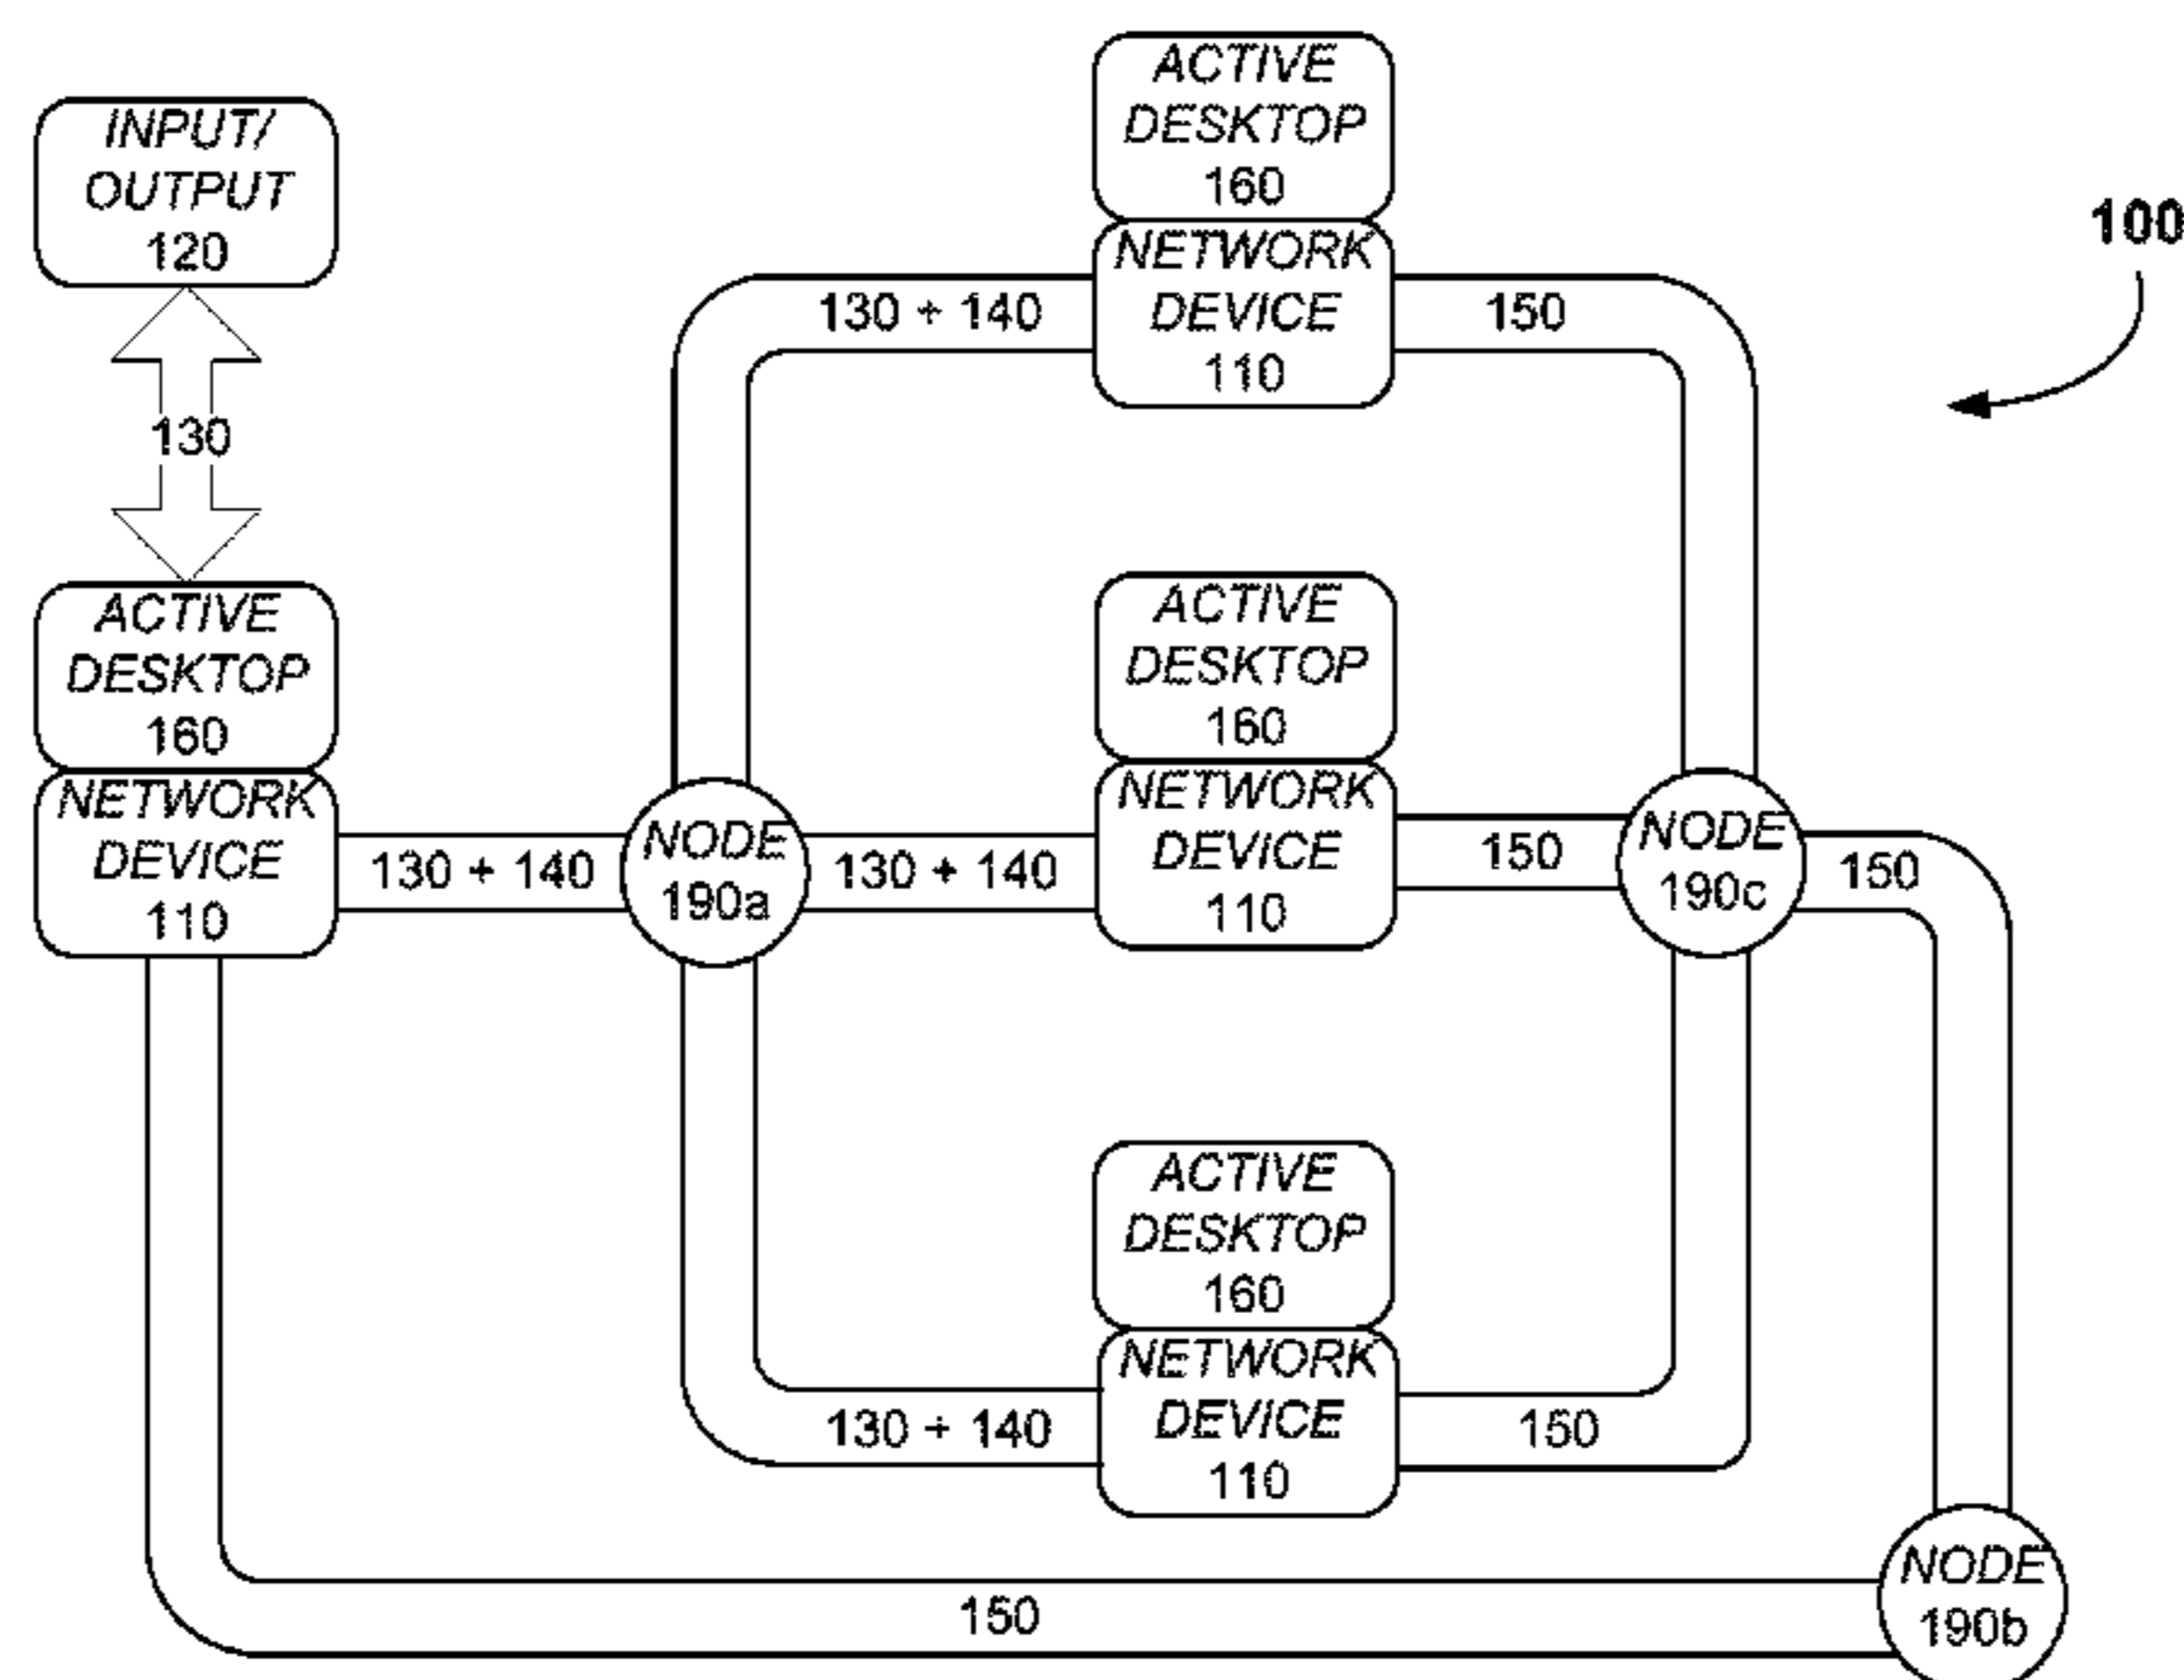 ACTIVE
DESKTOP
160
INPUT/
OUTPUT
120
100
NETWORK
DEVICE
110
130 + 140
150
130
ACTIVE
DESKTOP
160
ACTIVE
DESKTOP
160
NETWORK
DEVICE
110
130 + 140
NODE
190a
130 + 140
NETWORK
DEVICE
110
150
NODE
190c
150
ACTIVE
DESKTOP
160
NETWORK
DEVICE
110
130 + 140
150
150
NODE
190b